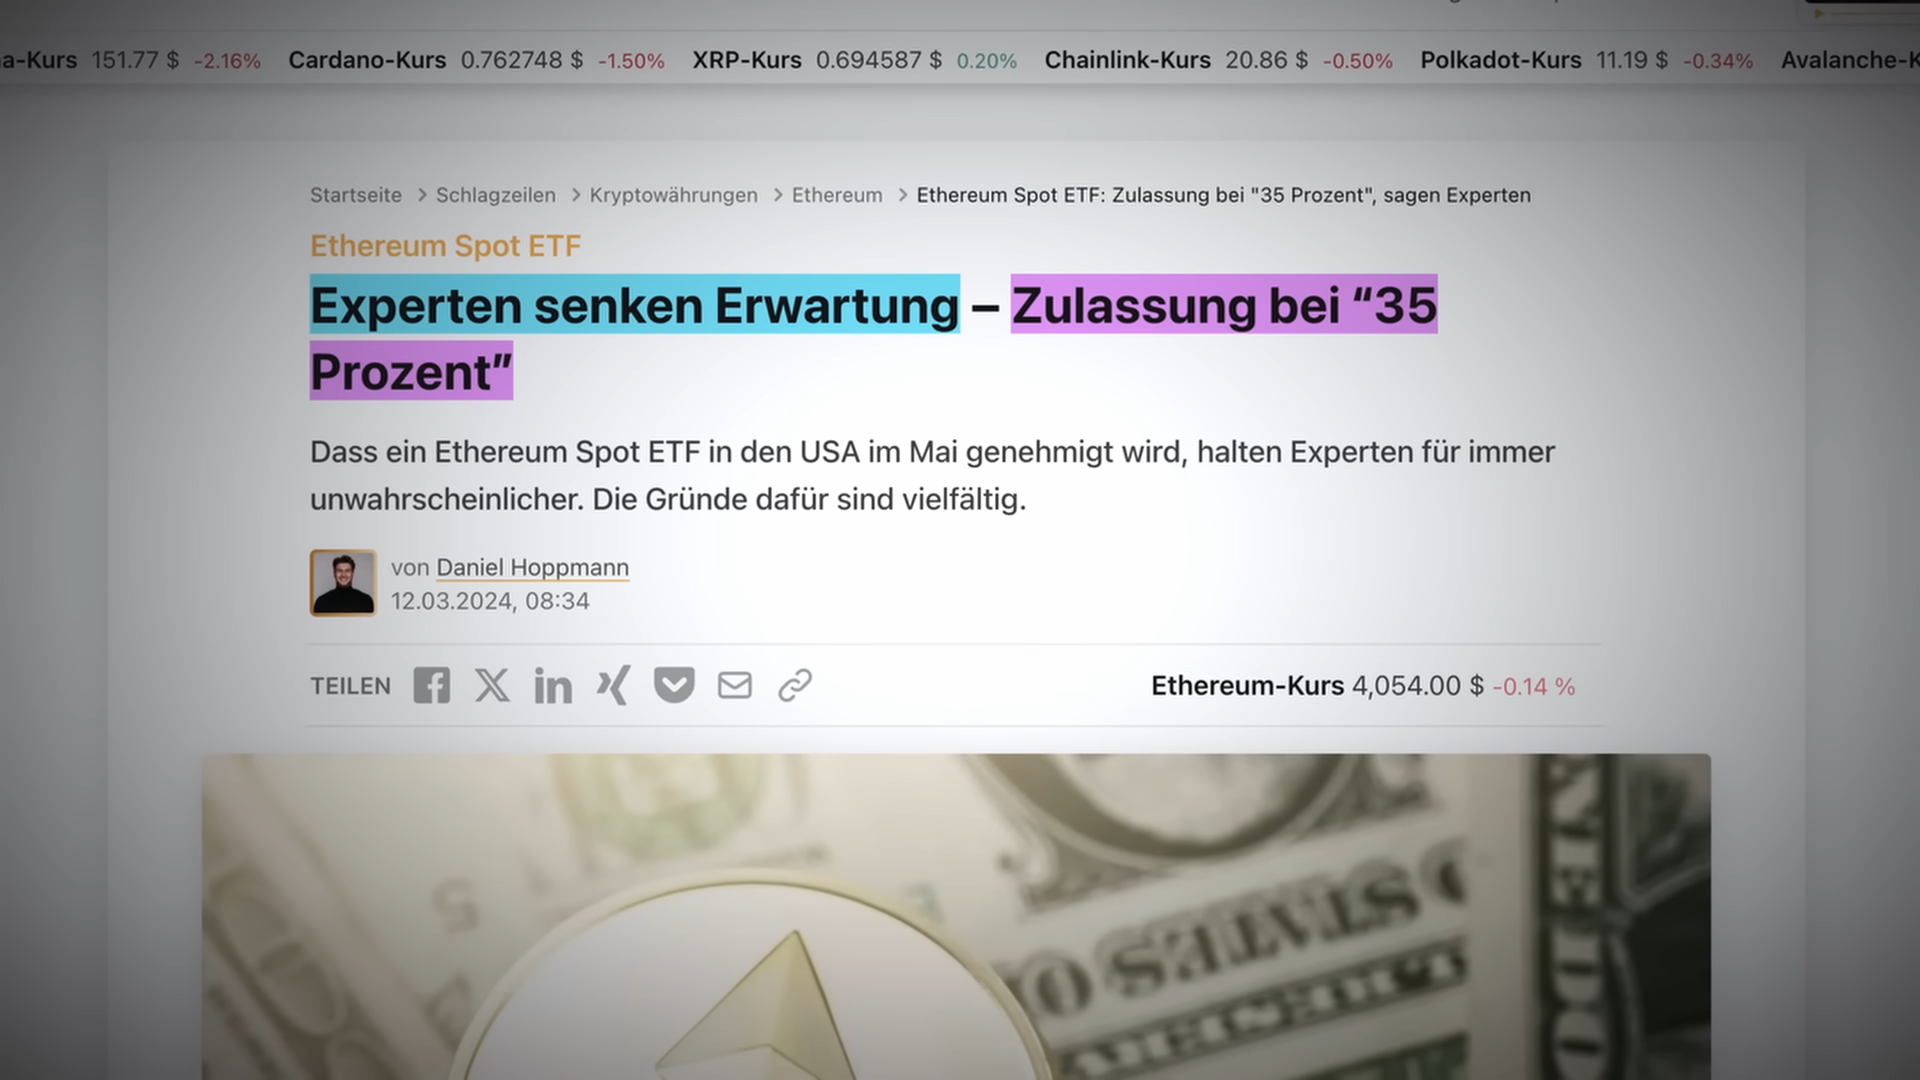 a-Kurs 151.77 $ -2.16% Cardano-Kurs 0.762748 $ -1.50% XRP-Kurs 0.694587 $ 0.20% Chainlink-Kurs 20.86 $ -0.50% Polkadot-Kurs 11.19 $ -0.34% Avalanche-K
Startseite > Schlagzeilen > Kryptowährungen > Ethereum > Ethereum Spot ETF: Zulassung bei "35 Prozent", sagen Experten
Ethereum Spot ETF
Experten senken Erwartung – Zulassung bei “35
Prozent”
Dass ein Ethereum Spot ETF in den USA im Mai genehmigt wird, halten Experten für immer
unwahrscheinlicher. Die Gründe dafür sind vielfältig.
von Daniel Hoppmann
12.03.2024, 08:34
TEILEN
Ethereum-Kurs 4,054.00 $ -0.14 %